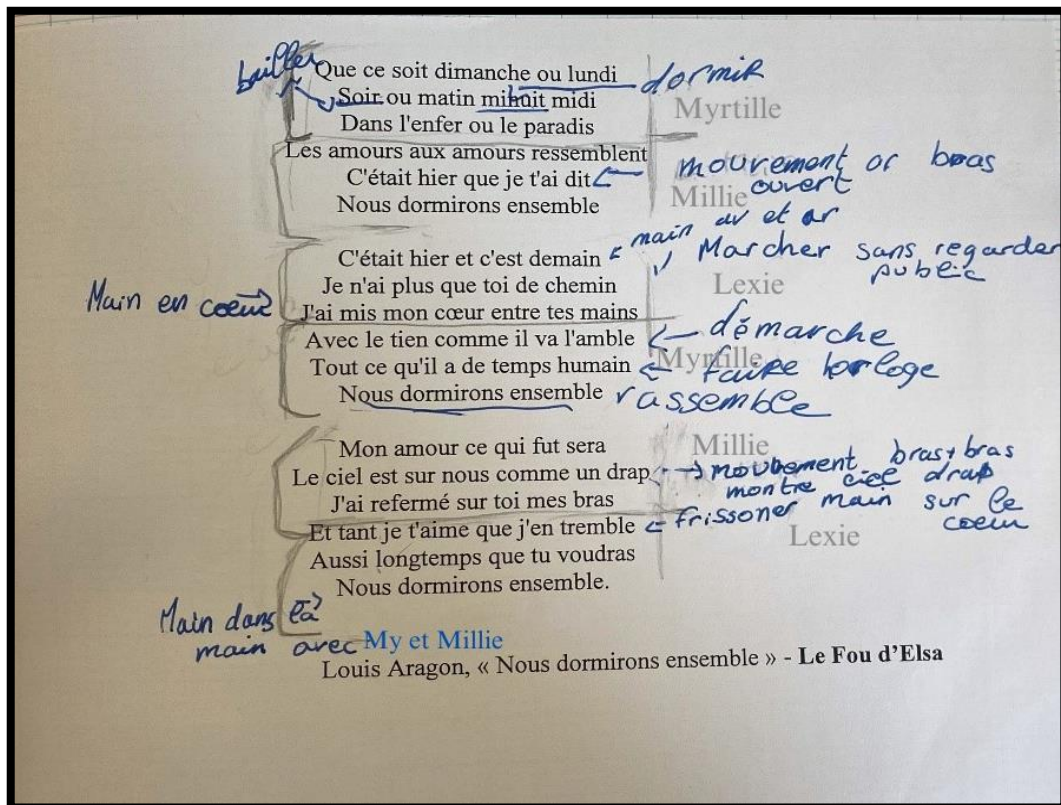 bailler
Que ce soit dimanche ou lundi dormir
Soir ou matin minuit midi
Myrtille
Dans l'enfer ou le paradis
Les amours aux amours ressemblent
C'était hier que je t'ai dit mouvement or bras
ouvert
Millie
Nous dormirons ensemble
main av et ar
C'était hier et c'est demain Marcher sans regarder
public
Je n'ai plus que toi de chemin Lexie
Main en coeur J'ai mis mon cœur entre tes mains
Avec le tien comme il va l'amble démarche
Myrtille
Tout ce qu'il a de temps humain faire horloge
Nous dormirons ensemble rassemble
Mon amour ce qui fut sera Millie
Le ciel est sur nous comme un drap mouvement bras + bras
montre ciel drap
J'ai refermé sur toi mes bras
Et tant je t'aime que j'en tremble frissoner main sur le
coeur
Lexie
Aussi longtemps que tu voudras
Nous dormirons ensemble.
Main dans la
main avec My et Millie
Louis Aragon, « Nous dormirons ensemble » - Le Fou d'Elsa